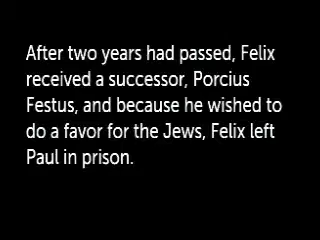 After two years had passed, Felix
received a successor, Porcius
Festus, and because he wished to
do a favor for the Jews, Felix left
Paul in prison.